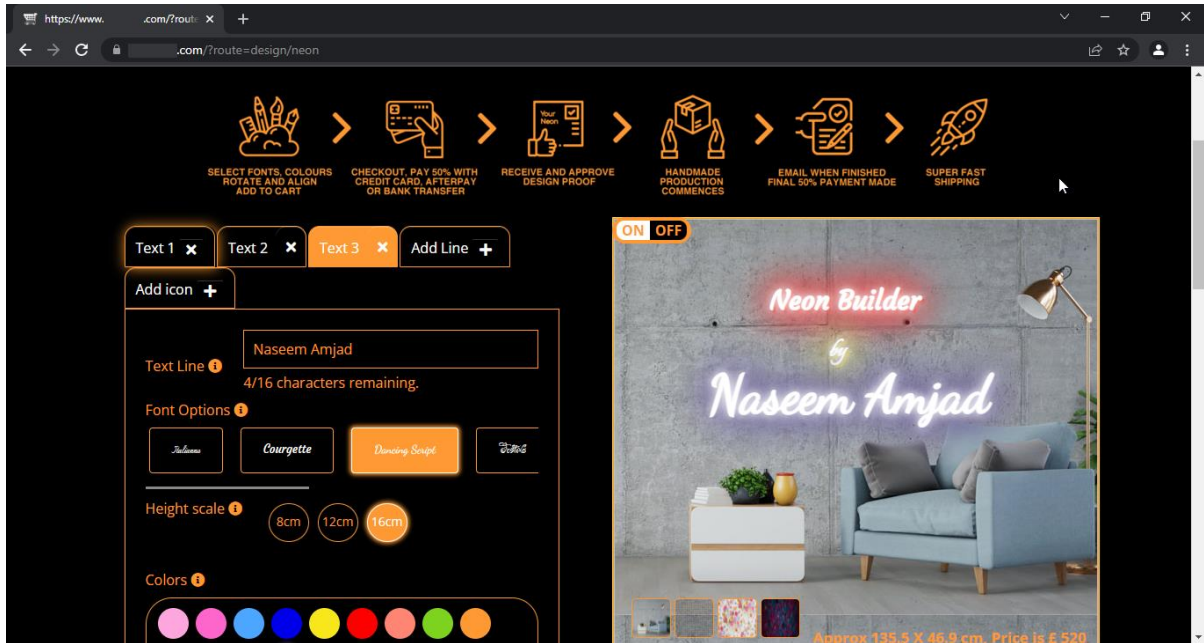 https://www. .com/?route
.com/?route=design/neon
SELECT FONTS, COLOURS
ROTATE AND ALIGN
ADD TO CART
CHECKOUT, PAY 50% WITH
CREDIT CARD, AFTERPAY
OR BANK TRANSFER
Your
Neon
RECEIVE AND APPROVE
DESIGN PROOF
HANDMADE
PRODUCTION
COMMENCES
EMAIL WHEN FINISHED
FINAL 50% PAYMENT MADE
SUPER FAST
SHIPPING
Text 1
Text 2
Text 3
Add Line
Add icon
Text Line
Naseem Amjad
4/16 characters remaining.
Font Options
Italianna
Courgette
Dancing Script
Height scale
8cm
12cm
16cm
Colors
ON OFF
Neon Builder
by
Naseem Amjad
Approx 135.5 X 46.9 cm. Price is £ 520